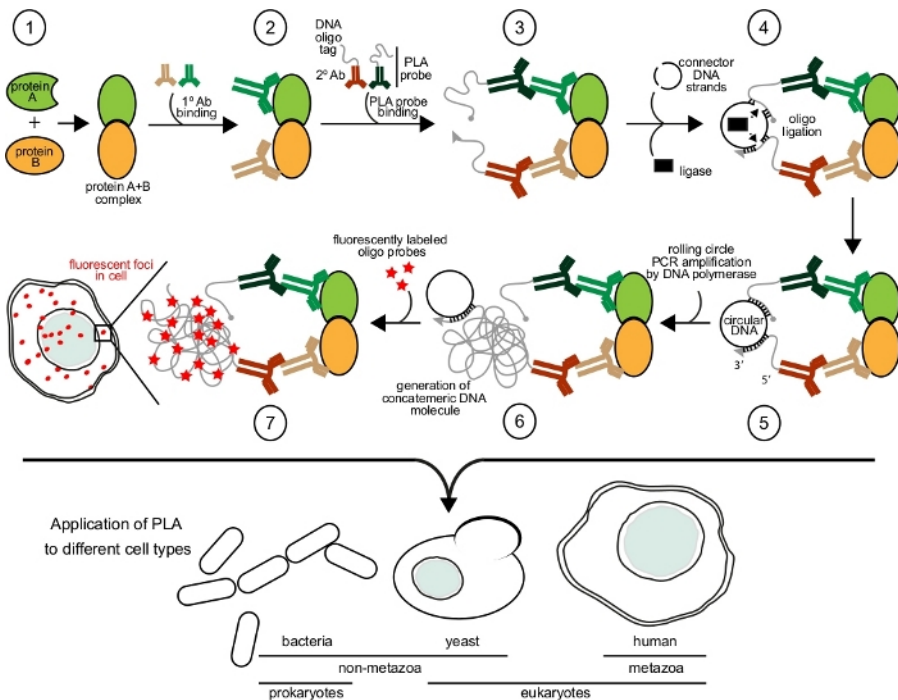 1
protein
A
+
protein
B
protein A+B
complex
1º Ab
binding
2
DNA
oligo
tag
2º Ab
PLA
probe
PLA probe
binding
3
connector
DNA
strands
ligase
4
oligo
ligation
rolling circle
PCR amplification
by DNA polymerase
circular
DNA
3'
5'
5
generation of
concatemeric DNA
molecule
6
fluorescently labeled
oligo probes
7
fluorescent foci
in cell
Application of PLA
to different cell types
bacteria
yeast
human
non-metazoa
metazoa
prokaryotes
eukaryotes